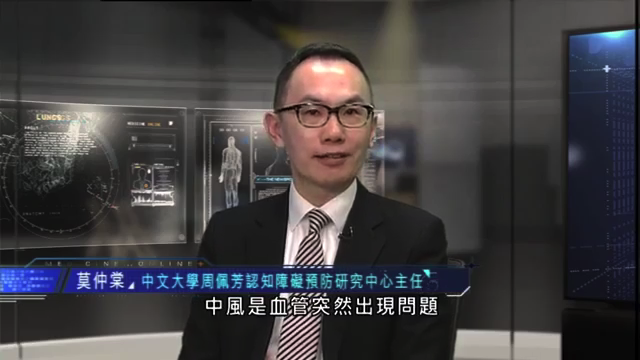 LUNGS
莫仲棠
中文大學周佩芳認知障礙預防研究中心主任
中風是血管突然出現問題